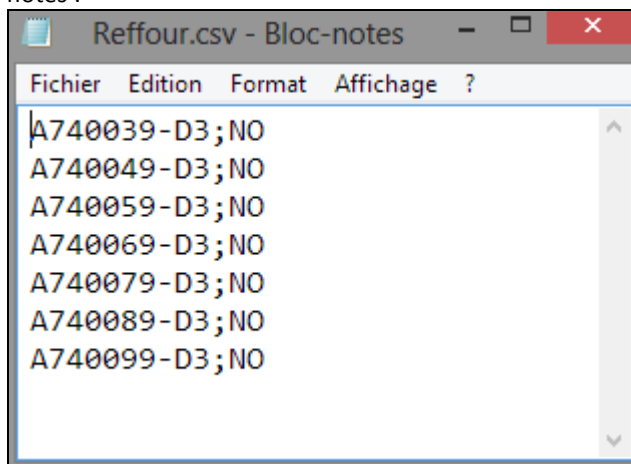 notes :
Reffour.csv - Bloc-notes
Fichier Edition Format Affichage ?
A740039-D3;NO
A740049-D3;NO
A740059-D3;NO
A740069-D3;NO
A740079-D3;NO
A740089-D3;NO
A740099-D3;NO